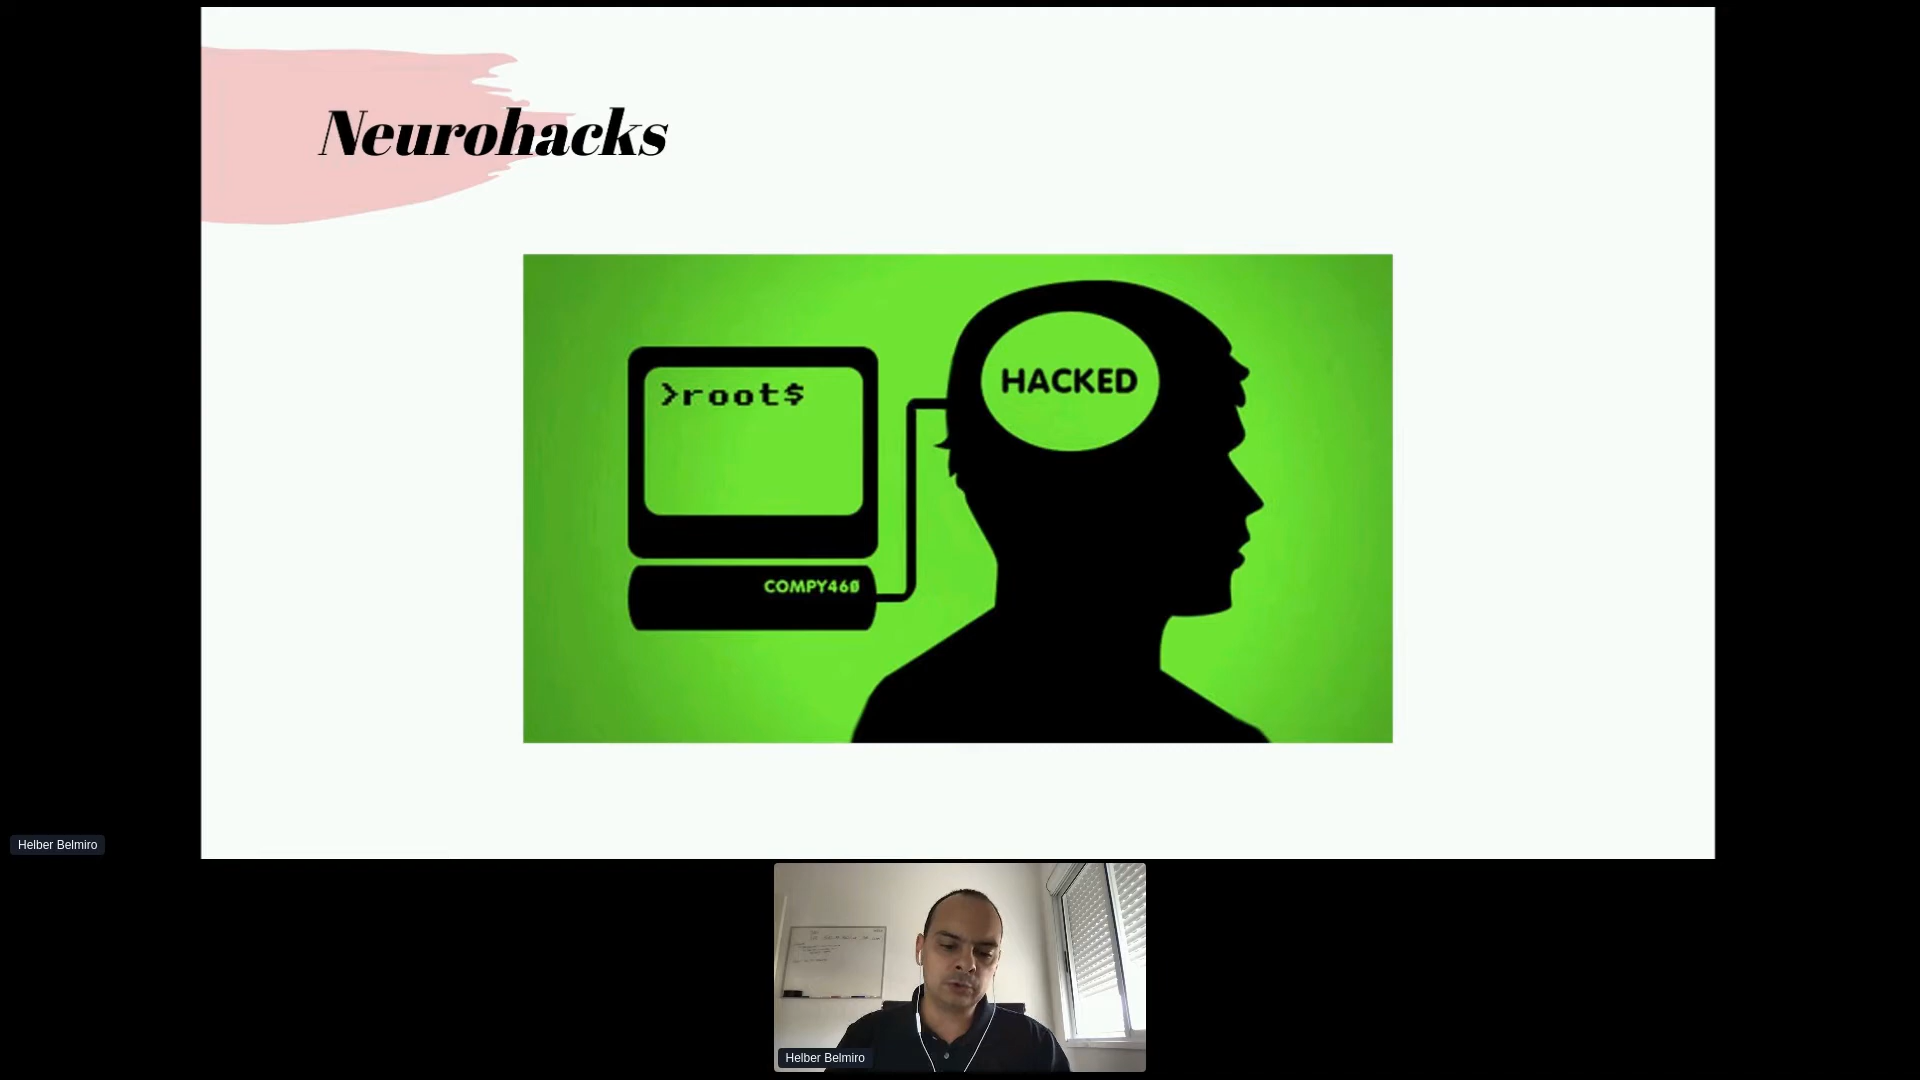 Neurohacks
>root$
HACKED
COMPY460
Helber Belmiro
Helber Belmiro